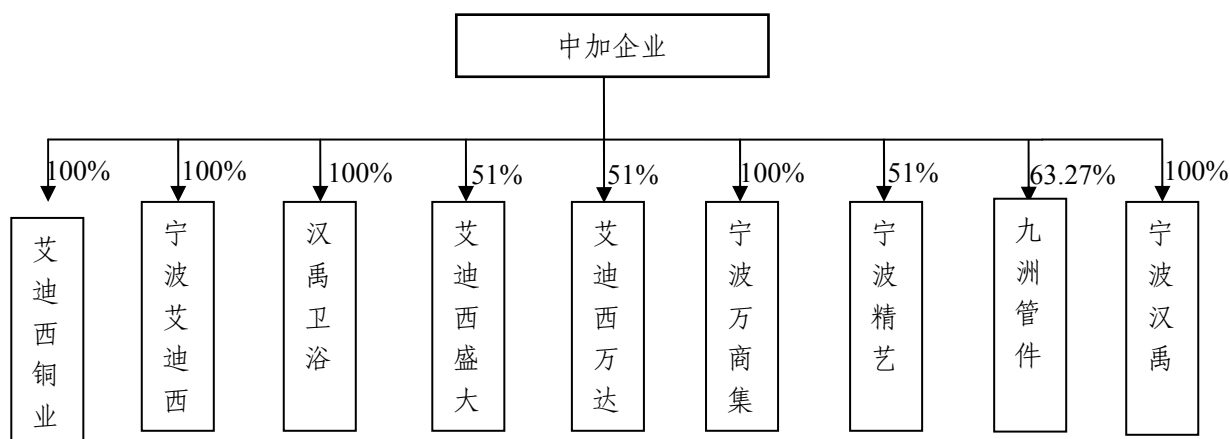 中加企业
100% 100% 100% 51% 51% 100% 51% 63.27% 100%
艾迪西铜业
宁波艾迪西
汉禹卫浴
艾迪西盛大
艾迪西万达
宁波万商集
宁波精艺
九洲管件
宁波汉禹